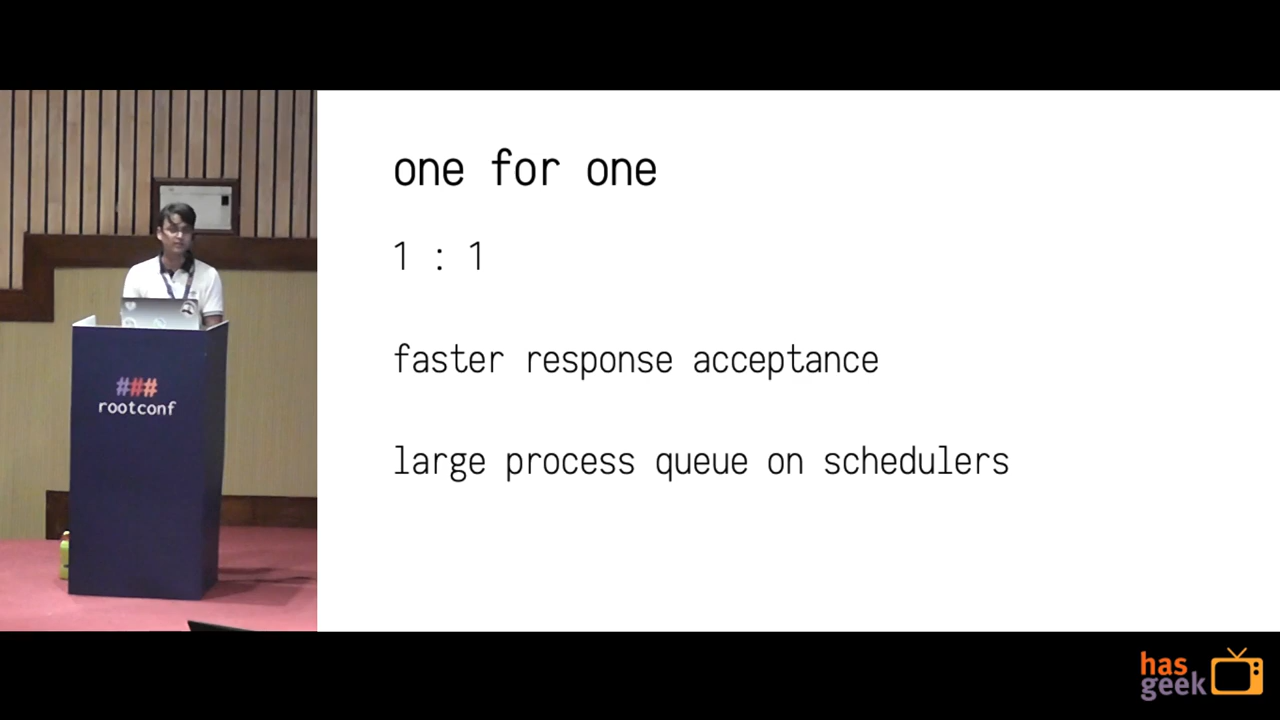 one for one
1 : 1
faster response acceptance
large process queue on schedulers
###
rootconf
has
geek